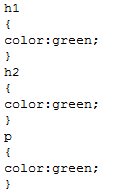 h1
{
color:green;
}
h2
{
color:green;
}
p
{
color:green;
}